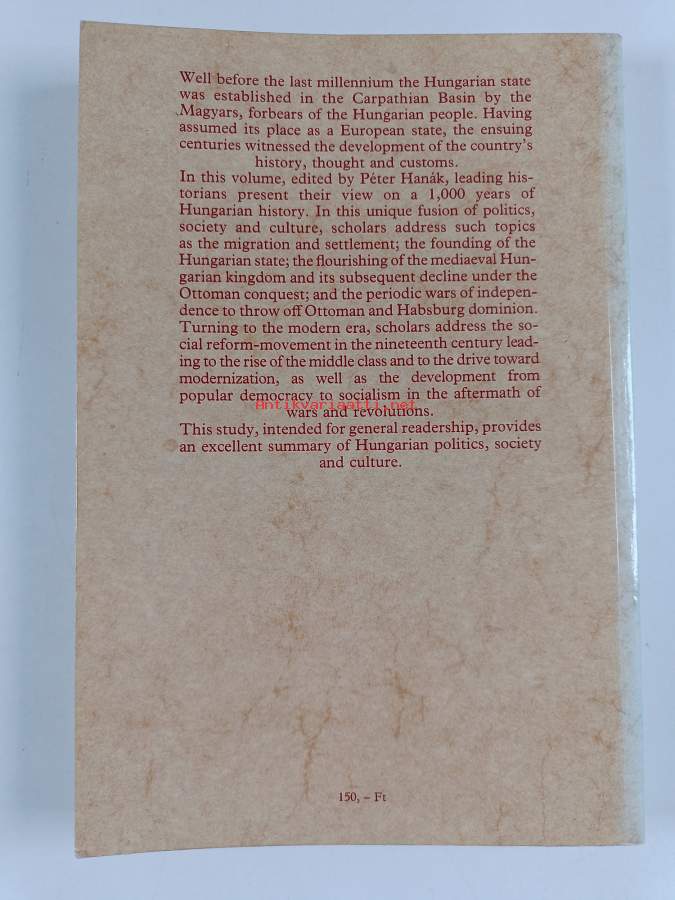 Well before the last millennium the Hungarian state
was established in the Carpathian Basin by the
Magyars, forbears of the Hungarian people. Having
assumed its place as a European state, the ensuing
centuries witnessed the development of the country's
history, thought and customs.
In this volume, edited by Péter Hanák, leading his-
torians present their view on a 1,000 years of
Hungarian history. In this unique fusion of politics,
society and culture, scholars address such topics
as the migration and settlement; the founding of the
Hungarian state; the flourishing of the mediaeval Hun-
garian kingdom and its subsequent decline under the
Ottoman conquest; and the periodic wars of indepen-
dence to throw off Ottoman and Habsburg dominion.
Turning to the modern era, scholars address the so-
cial reform-movement in the nineteenth century lead-
ing to the rise of the middle class and to the drive toward
modernization, as well as the development from
popular democracy to socialism in the aftermath of
Antikvariaatti.net
wars and revolutions.
This study, intended for general readership, provides
an excellent summary of Hungarian politics, society
and culture.
150, – Ft